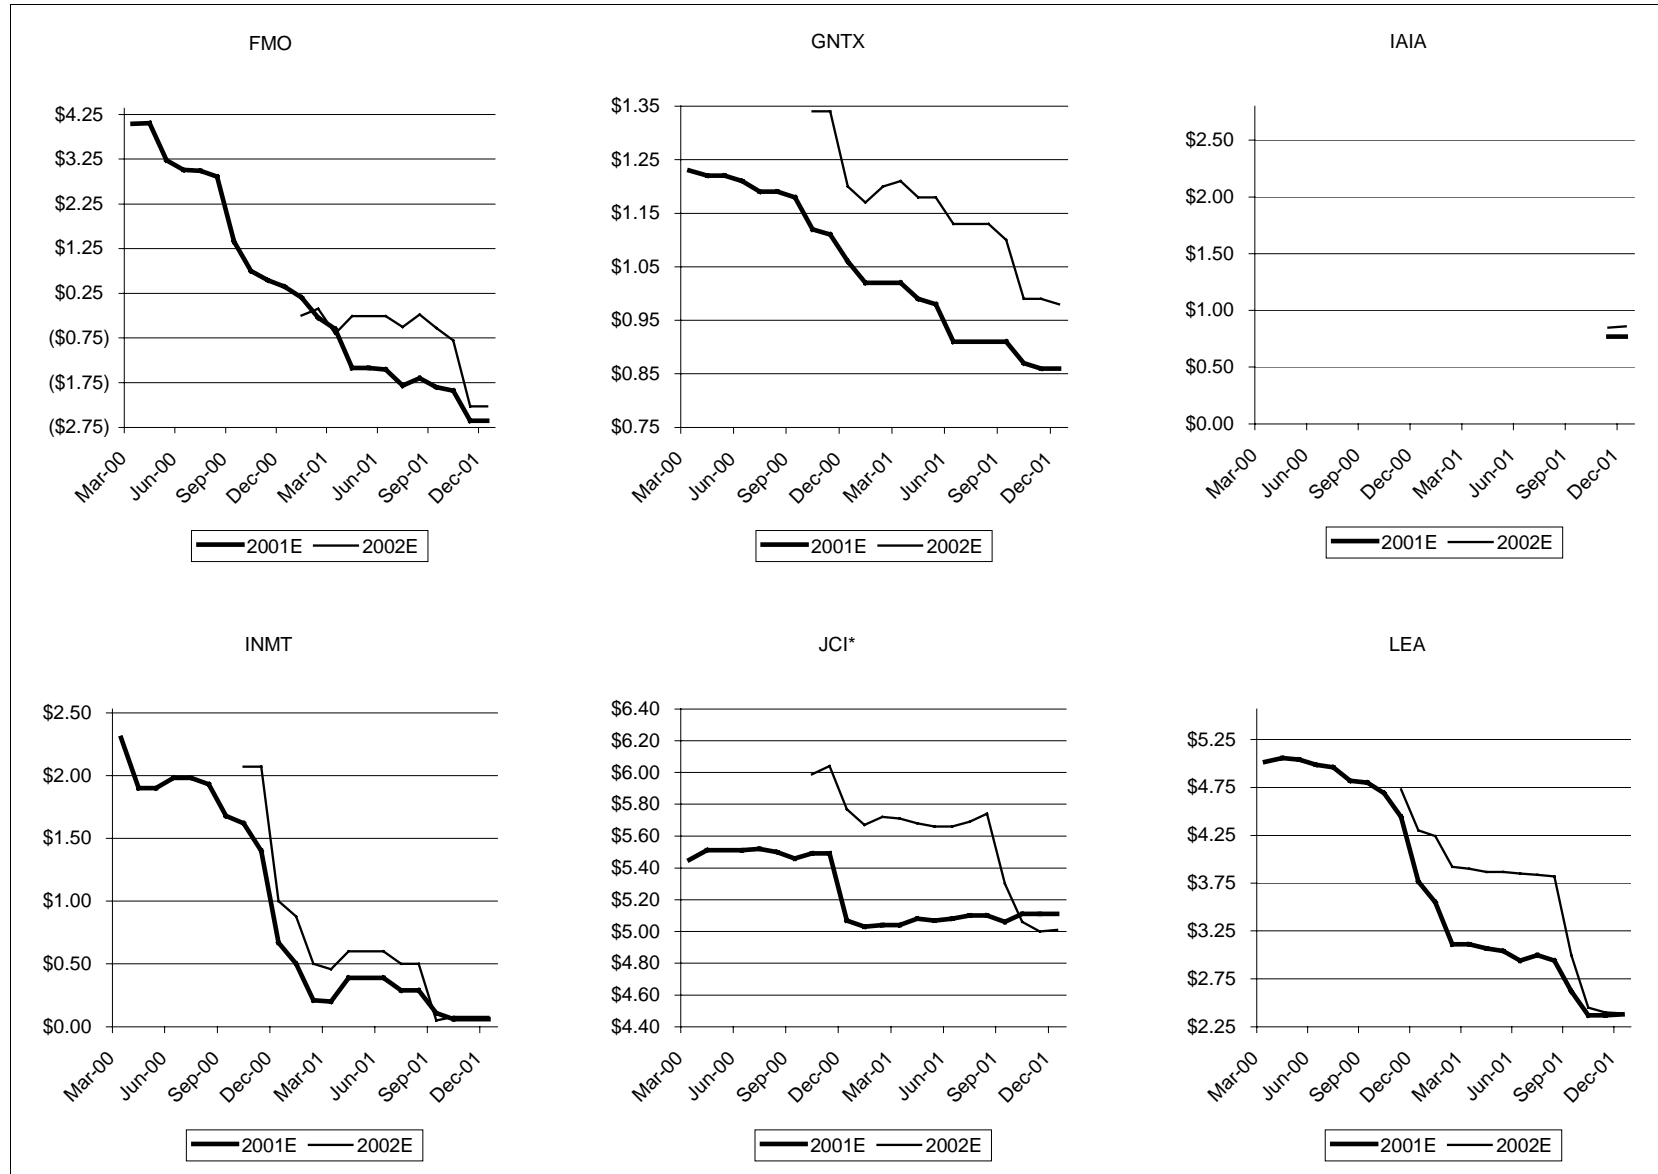 FMO
$4.25
$3.25
$2.25
$1.25
$0.25
($0.75)
($1.75)
($2.75)
Mar-00
Jun-00
Sep-00
Dec-00
Mar-01
Jun-01
Sep-01
Dec-01
2001E 2002E
GNTX
$1.35
$1.25
$1.15
$1.05
$0.95
$0.85
$0.75
Mar-00
Jun-00
Sep-00
Dec-00
Mar-01
Jun-01
Sep-01
Dec-01
2001E 2002E
IAIA
$2.50
$2.00
$1.50
$1.00
$0.50
$0.00
Mar-00
Jun-00
Sep-00
Dec-00
Mar-01
Jun-01
Sep-01
Dec-01
2001E 2002E
INMT
$2.50
$2.00
$1.50
$1.00
$0.50
$0.00
Mar-00
Jun-00
Sep-00
Dec-00
Mar-01
Jun-01
Sep-01
Dec-01
2001E 2002E
JCI*
$6.40
$6.20
$6.00
$5.80
$5.60
$5.40
$5.20
$5.00
$4.80
$4.60
$4.40
Mar-00
Jun-00
Sep-00
Dec-00
Mar-01
Jun-01
Sep-01
Dec-01
2001E 2002E
LEA
$5.25
$4.75
$4.25
$3.75
$3.25
$2.75
$2.25
Mar-00
Jun-00
Sep-00
Dec-00
Mar-01
Jun-01
Sep-01
Dec-01
2001E 2002E